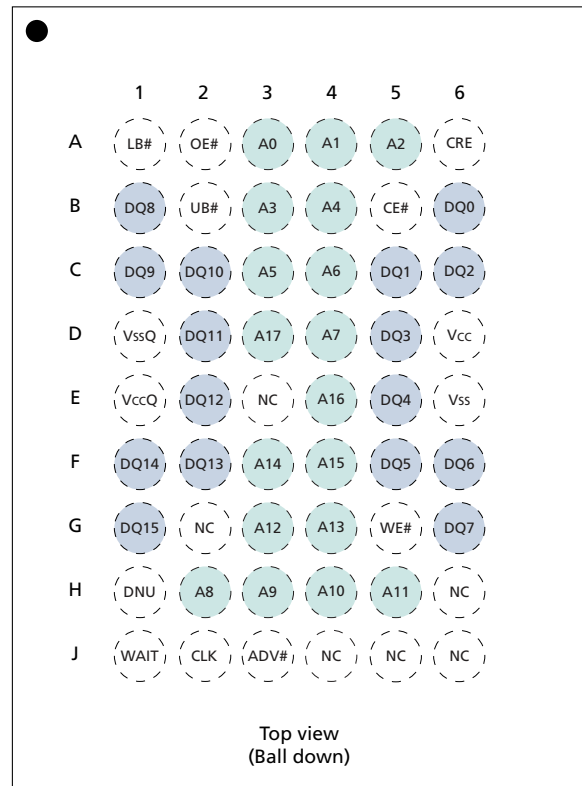 1 2 3 4 5 6
A LB# OE# A0 A1 A2 CRE
B DQ8 UB# A3 A4 CE# DQ0
C DQ9 DQ10 A5 A6 DQ1 DQ2
D VssQ DQ11 A17 A7 DQ3 Vcc
E VccQ DQ12 NC A16 DQ4 Vss
F DQ14 DQ13 A14 A15 DQ5 DQ6
G DQ15 NC A12 A13 WE# DQ7
H DNU A8 A9 A10 A11 NC
J WAIT CLK ADV# NC NC NC
Top view
(Ball down)